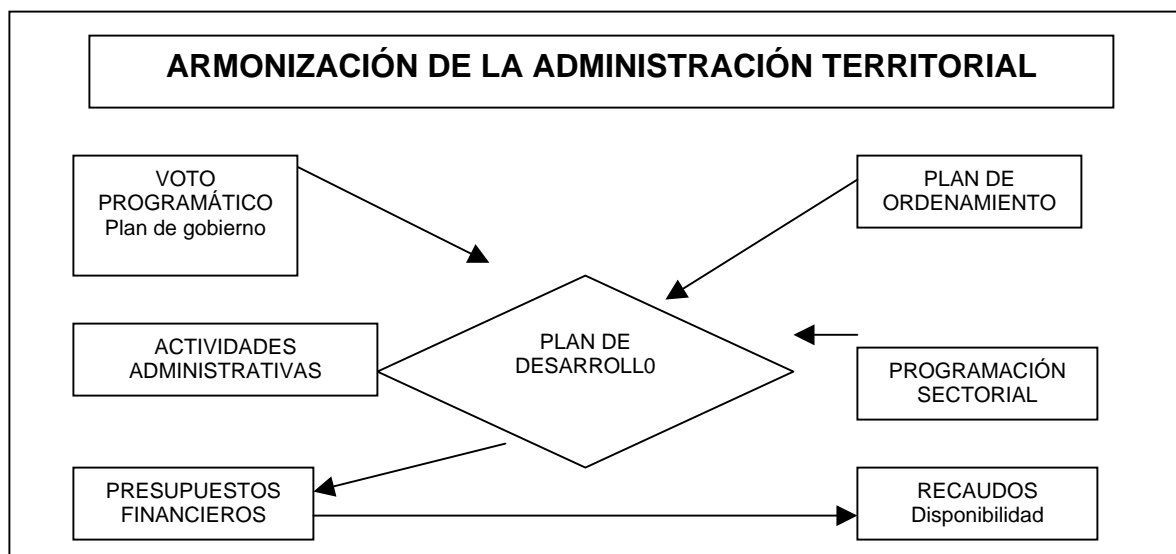 ARMONIZACIÓN DE LA ADMINISTRACIÓN TERRITORIAL
VOTO
PROGRAMÁTICO
Plan de gobierno
PLAN DE
ORDENAMIENTO
ACTIVIDADES
ADMINISTRATIVAS
PLAN DE
DESARROLL0
PROGRAMACIÓN
SECTORIAL
PRESUPUESTOS
FINANCIEROS
RECAUDOS
Disponibilidad